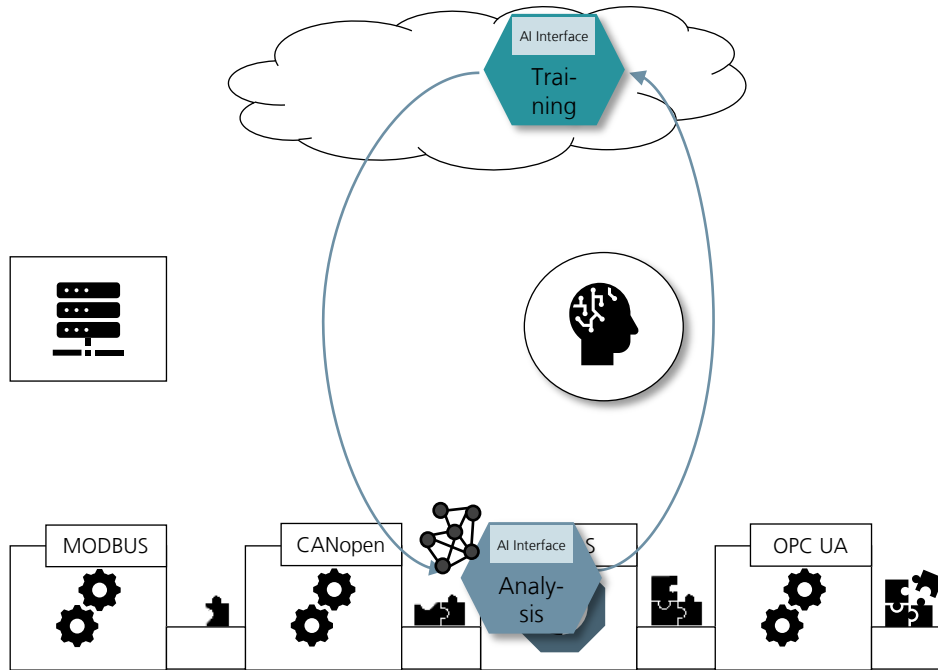 AI Interface
Trai-
ning
MODBUS
CANopen
AI Interface
S
OPC UA
Analy-
sis